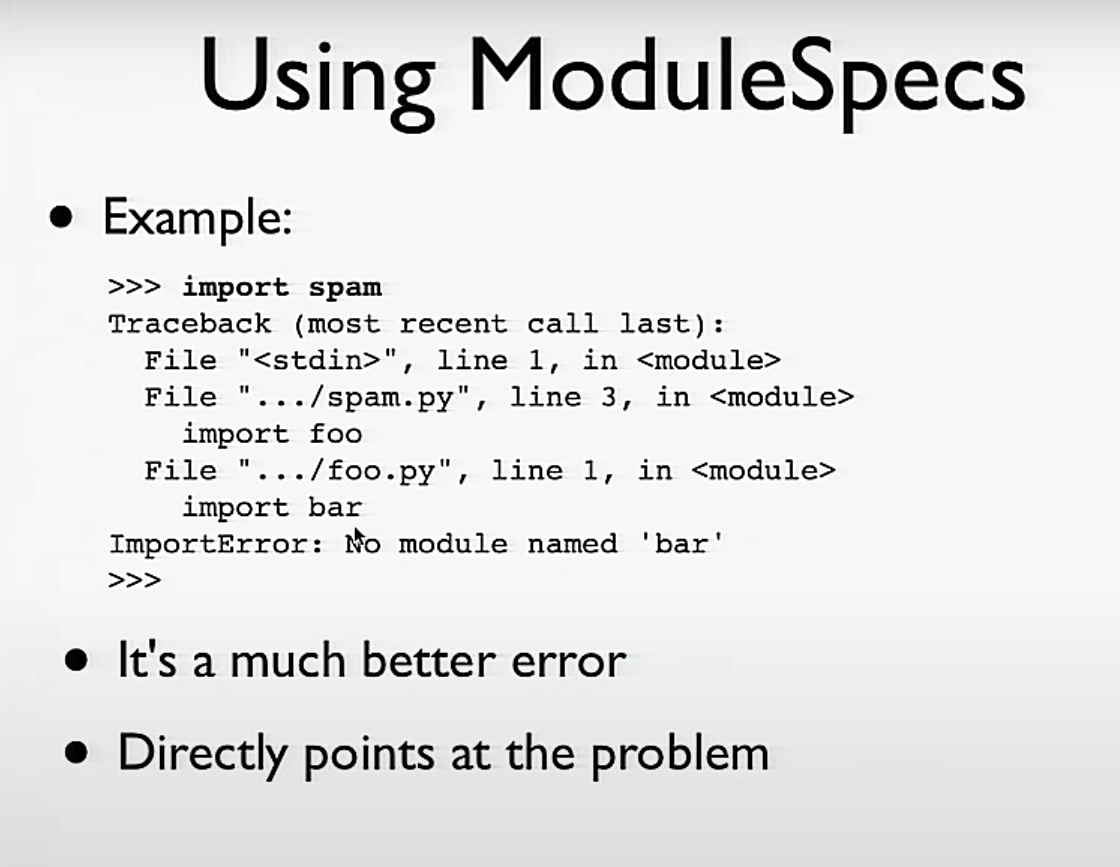 Using ModuleSpecs
• Example:
>>> import spam
Traceback (most recent call last):
  File "<stdin>", line 1, in <module>
  File ".../spam.py", line 3, in <module>
    import foo
  File ".../foo.py", line 1, in <module>
    import bar
ImportError: No module named 'bar'
>>>
• It's a much better error
• Directly points at the problem